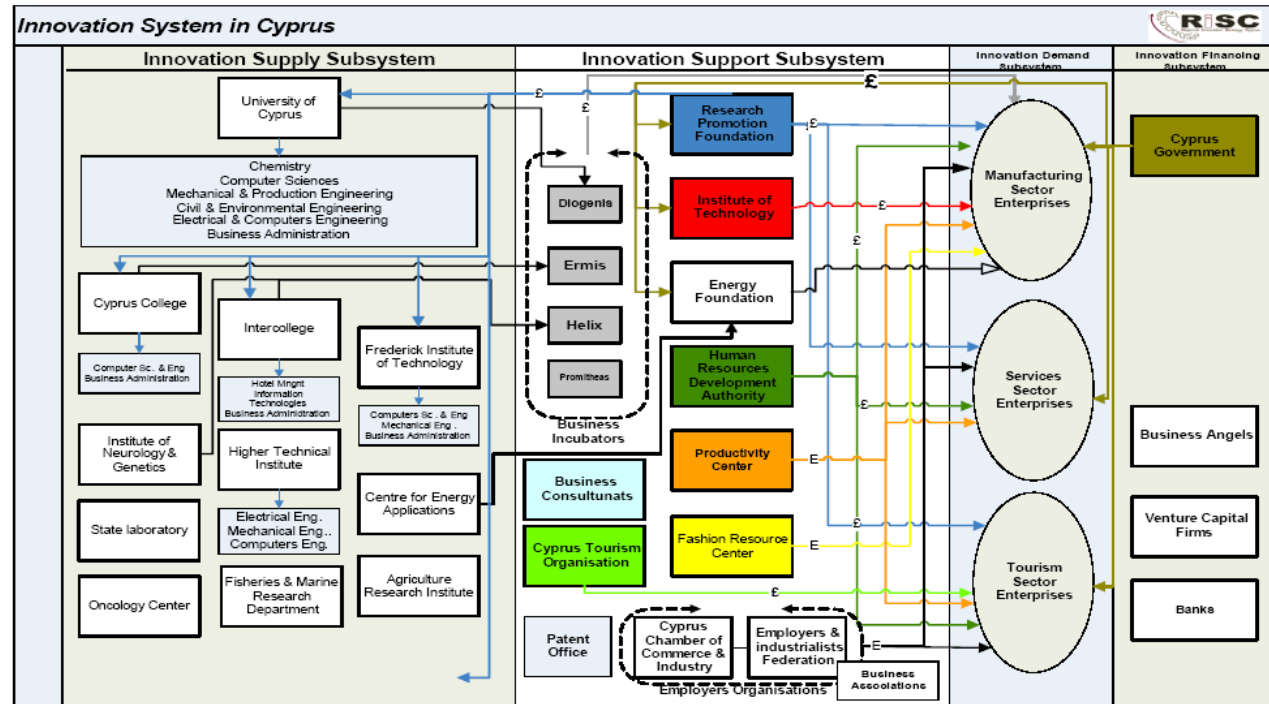 Innovation System in Cyprus
RiSC
Innovation Supply Subsystem
Innovation Support Subsystem
Innovation Demand
Subsystem
Innovation Financing
Subsystem
University of
Cyprus
Chemistry
Computer Sciences
Mechanical & Production Engineering
Civil & Environmental Engineering
Electrical & Computers Engineering
Business Administration
Cyprus College
Computer Sc. & Eng
Business Administration
Intercollege
Hotel Mngnt
Information
Technologies
Business Adminidtration
Frederick Institute
of Technology
Computers Sc . & Eng
Mechanical Eng .
Business Administration
Institute of
Neurology &
Genetics
Higher Technical
Institute
Electrical Eng.
Mechanical Eng..
Computers Eng.
Centre for Energy
Applications
State laboratory
Oncology Center
Fisheries & Marine
Research
Department
Agriculture
Research Institute
£
£
£
Diogenis
Ermis
Helix
Promitheas
Business
Incubators
Research
Promotion
Foundation
£
Institute of
Technology
£
Energy
Foundation
£
Human
Resources
Development
Authority
£
£
Productivity
Center
E
Fashion Resource
Center
E
£
Business
Consultunats
Cyprus Tourism
Organisation
£
£
Patent
Office
Cyprus
Chamber of
Commerce &
Industry
Employers &
industrialists
Federation
E
Business
Associations
Employers Organisations
Manufacturing
Sector
Enterprises
Services
Sector
Enterprises
Tourism
Sector
Enterprises
Cyprus
Government
Business Angels
Venture Capital
Firms
Banks